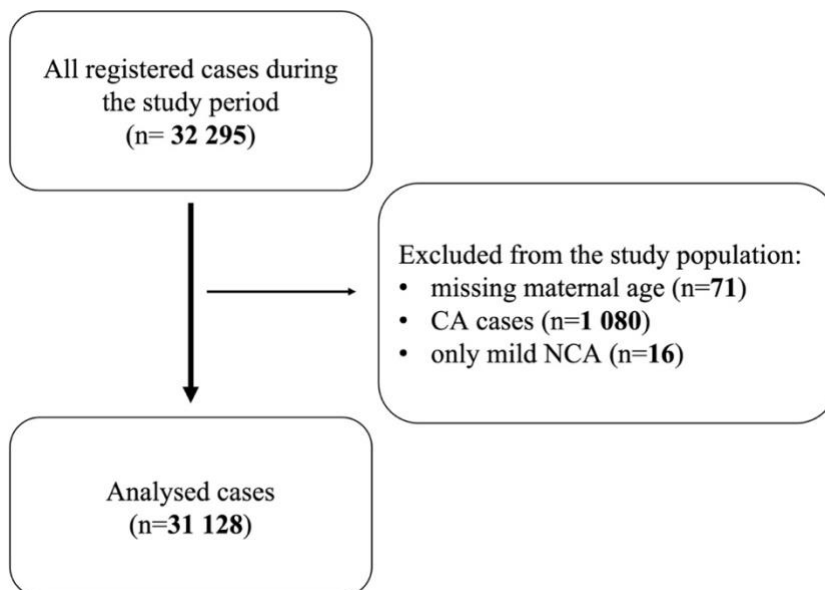 All registered cases during
the study period
(n= 32 295)
Excluded from the study population:
• missing maternal age (n=71)
• CA cases (n=1 080)
• only mild NCA (n=16)
Analysed cases
(n=31 128)